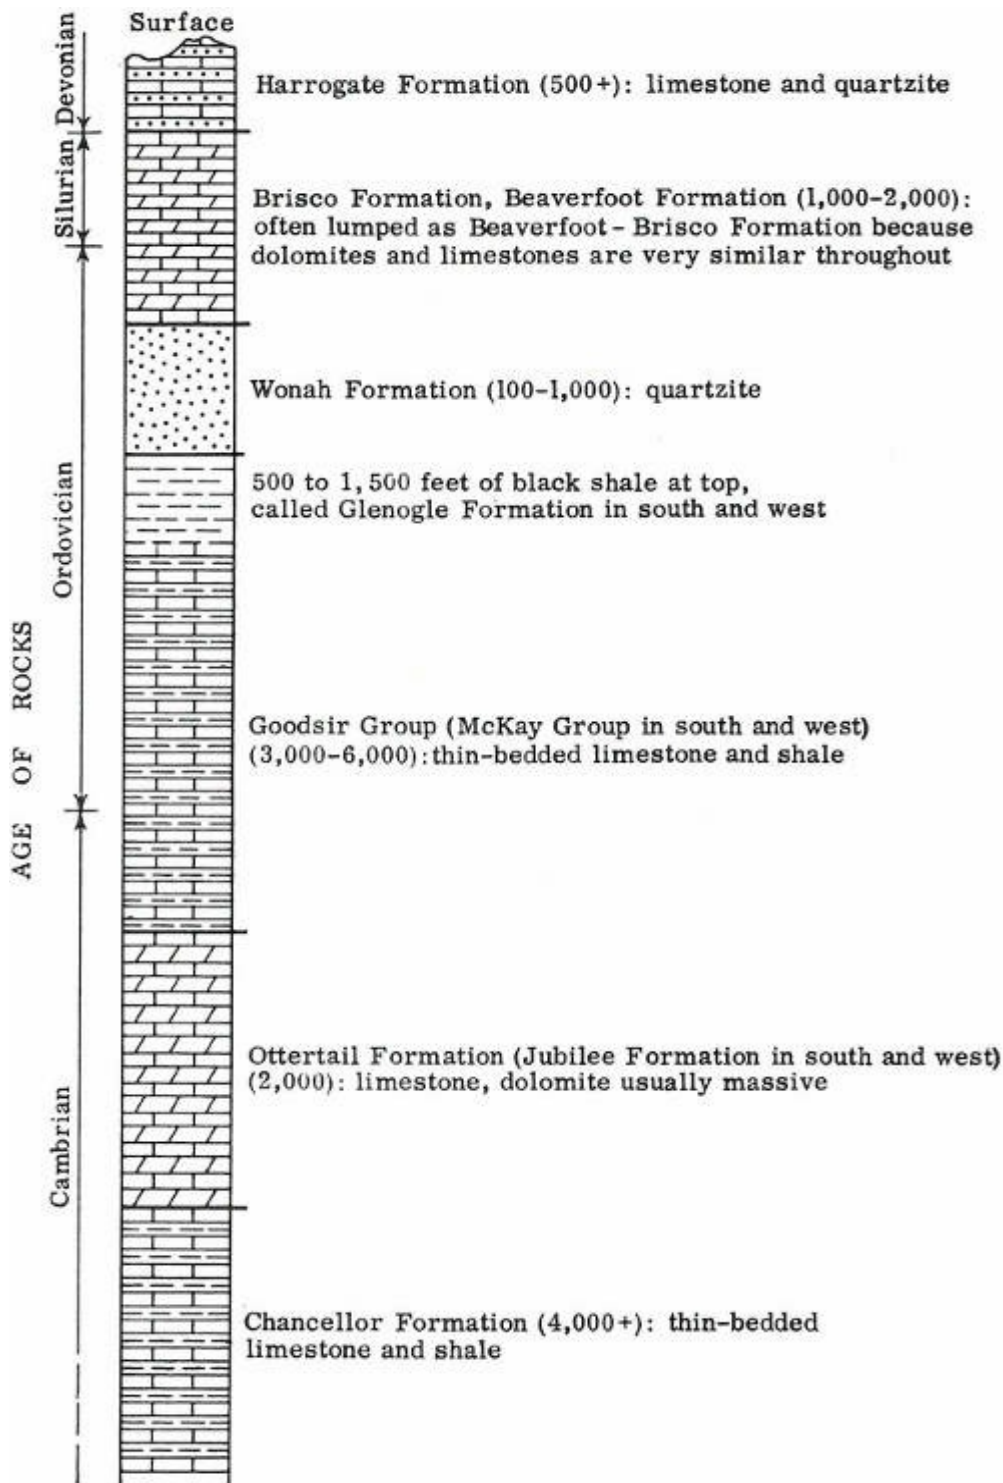 Surface
Devonian
Harrogate Formation (500+): limestone and quartzite
Silurian
Brisco Formation, Beaverfoot Formation (1,000-2,000):
often lumped as Beaverfoot-Brisco Formation because
dolomites and limestones are very similar throughout
Wonah Formation (100-1,000): quartzite
500 to 1,500 feet of black shale at top,
called Glenogle Formation in south and west
Ordovician
AGE OF ROCKS
Goodsir Group (McKay Group in south and west)
(3,000-6,000): thin-bedded limestone and shale
Ottertail Formation (Jubilee Formation in south and west)
(2,000): limestone, dolomite usually massive
Cambrian
Chancellor Formation (4,000+): thin-bedded
limestone and shale